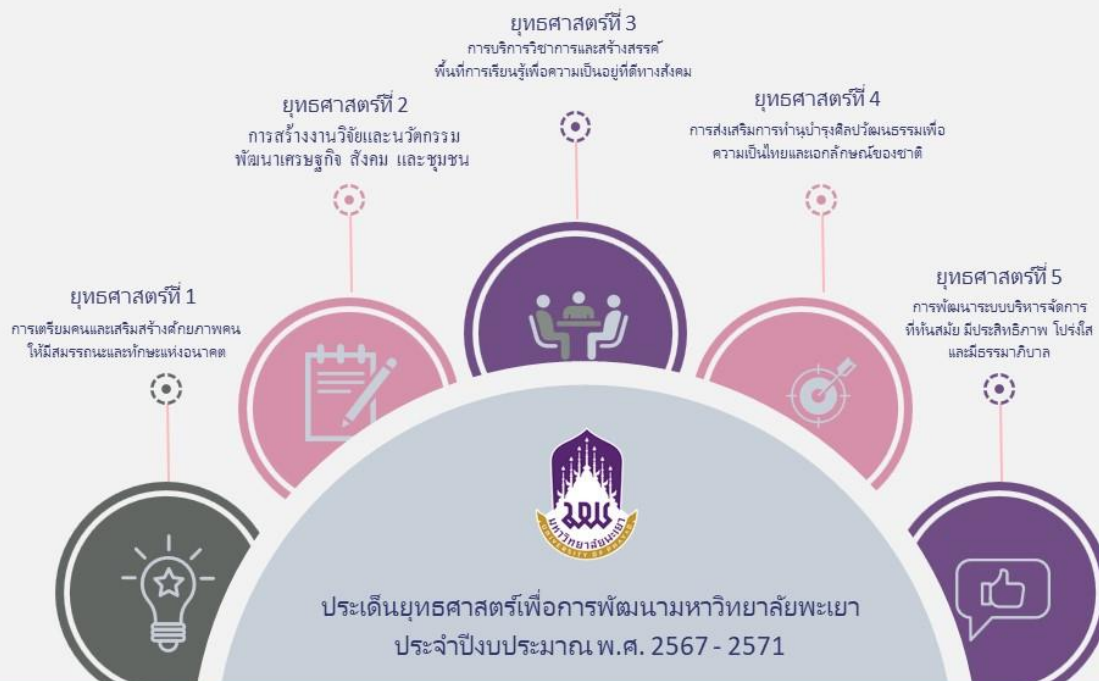 ยุทธศาสตร์ที่ 1
การเตรียมคนและเสริมสร้างศักยภาพคน
ให้มีสมรรถนะและทักษะแห่งอนาคต
ยุทธศาสตร์ที่ 2
การสร้างงานวิจัยและนวัตกรรม
พัฒนาเศรษฐกิจ สังคม และชุมชน
ยุทธศาสตร์ที่ 3
การบริการวิชาการและสร้างสรรค์
พื้นที่การเรียนรู้เพื่อความเป็นอยู่ที่ดีทางสังคม
ยุทธศาสตร์ที่ 4
การส่งเสริมการทำนุบำรุงศิลปวัฒนธรรมเพื่อ
ความเป็นไทยและเอกลักษณ์ของชาติ
ยุทธศาสตร์ที่ 5
การพัฒนาระบบบริหารจัดการ
ที่ทันสมัย มีประสิทธิภาพ โปร่งใส
และมีธรรมาภิบาล
มหาวิทยาลัยพะเยา
UNIVERSITY OF PHAYAO
ประเด็นยุทธศาสตร์เพื่อการพัฒนามหาวิทยาลัยพะเยา
ประจำปีงบประมาณ พ.ศ. 2567 - 2571